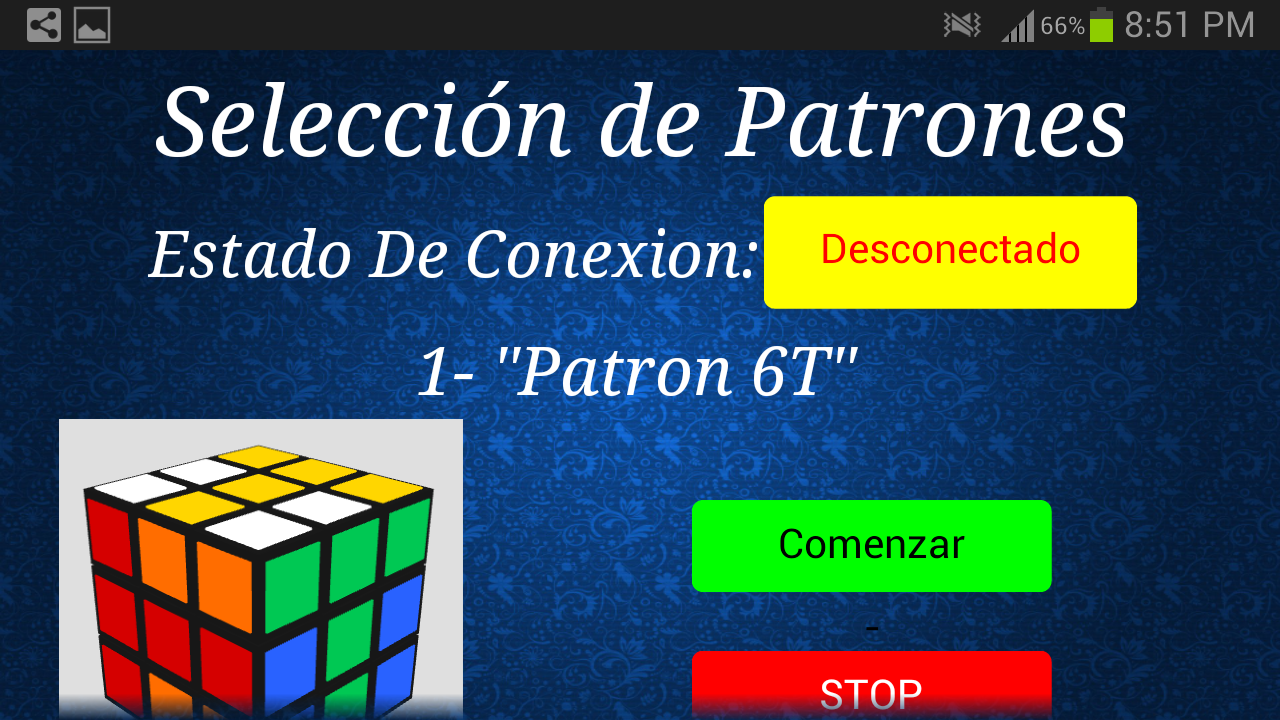 66% 8:51 PM
Selección de Patrones
Estado De Conexion: Desconectado
1- "Patron 6T"
Comenzar
-
STOP